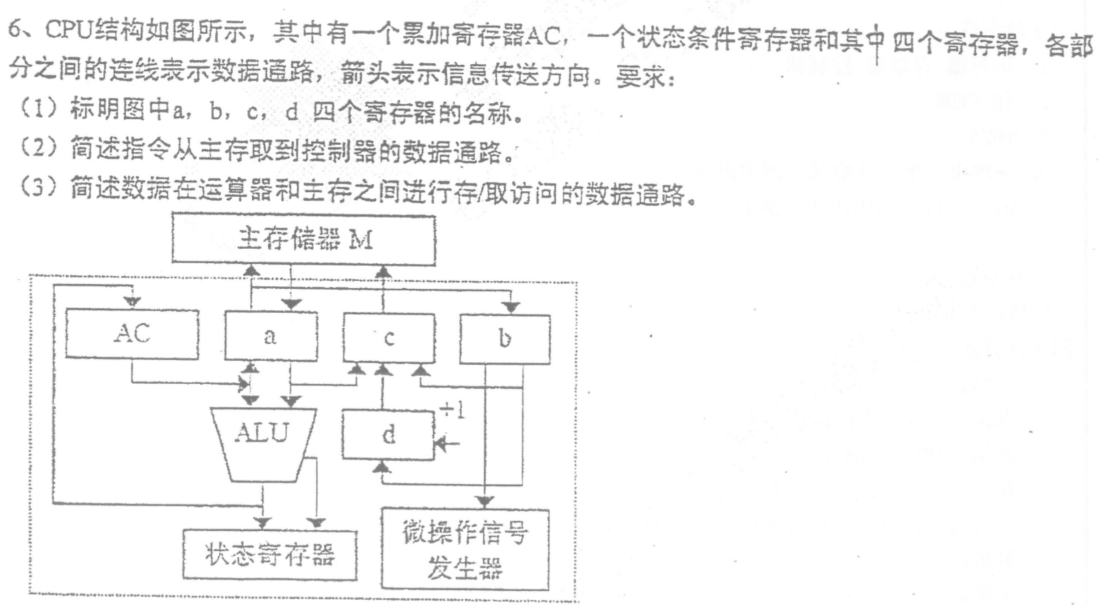 6、CPU结构如图所示，其中有一个累加寄存器AC，一个状态条件寄存器和其中四个寄存器，各部
分之间的连线表示数据通路，箭头表示信息传送方向。要求：
（1）标明图中a，b，c，d 四个寄存器的名称。
（2）简述指令从主存取到控制器的数据通路。
（3）简述数据在运算器和主存之间进行存/取访问的数据通路。
主存储器 M
AC
a
c
b
ALU
d
+1
状态寄存器
微操作信号
发生器